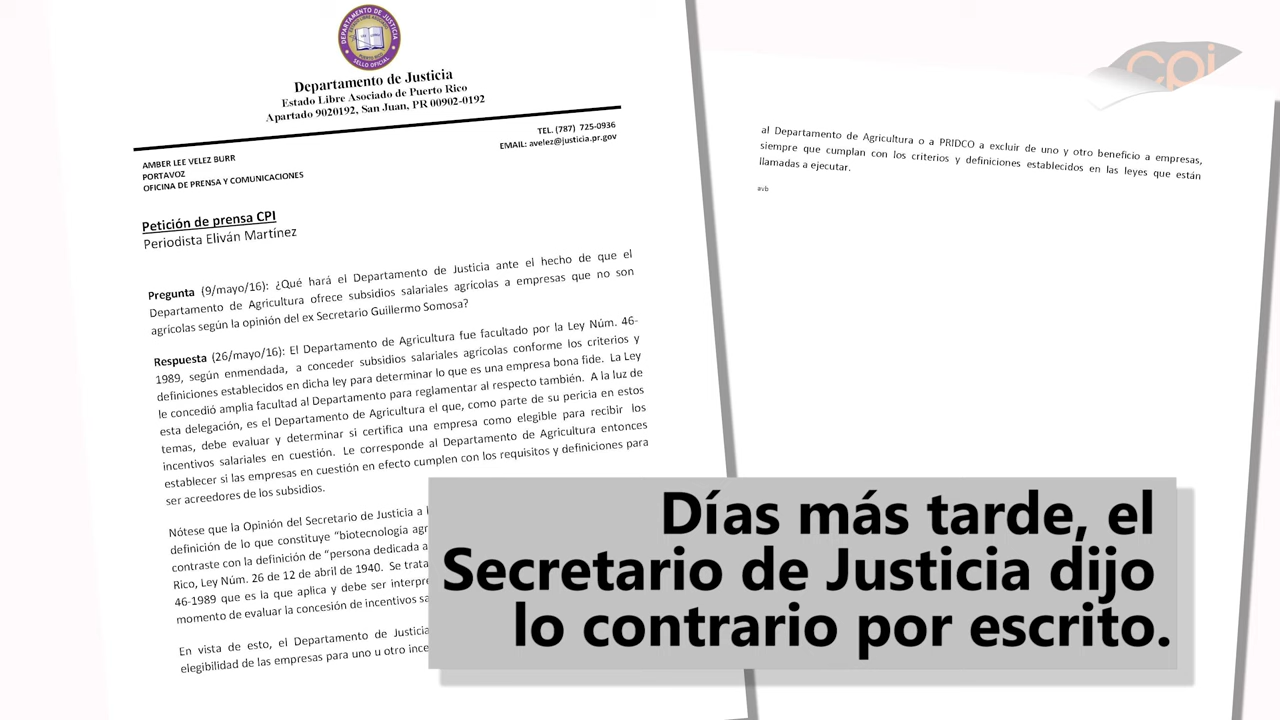 DEPARTAMENTO DE JUSTICIA
SELLO OFICIAL
Departamento de Justicia
Estado Libre Asociado de Puerto Rico
Apartado 9020192, San Juan, PR 00902-0192
TEL. (787) 725-0936
EMAIL: avelez@justicia.pr.gov
AMBER LEE VELEZ BURR
PORTAVOZ
OFICINA DE PRENSA Y COMUNICACIONES
Petición de prensa CPI
Periodista Eliván Martínez
Pregunta (9/mayo/16): ¿Qué hará el Departamento de Justicia ante el hecho de que el
Departamento de Agricultura ofrece subsidios salariales agrícolas a empresas que no son
agrícolas según la opinión del ex Secretario Guillermo Somosa?
Respuesta (26/mayo/16): El Departamento de Agricultura fue facultado por la Ley Núm. 46-
1989, según enmendada, a conceder subsidios salariales agrícolas conforme los criterios y
definiciones establecidos en dicha ley para determinar lo que es una empresa bona fide. La Ley
le concedió amplia facultad al Departamento para reglamentar al respecto también. A la luz de
esta delegación, es el Departamento de Agricultura el que, como parte de su pericia en estos
temas, debe evaluar y determinar si certifica una empresa como elegible para recibir los
incentivos salariales en cuestión. Le corresponde al Departamento de Agricultura entonces
establecer si las empresas en cuestión en efecto cumplen con los requisitos y definiciones para
ser acreedores de los subsidios.
Nótese que la Opinión del Secretario de Justicia a
definición de lo que constituye "biotecnología
contraste con la definición de "persona dedicada a
Rico, Ley Núm. 26 de 12 de abril de 1940. Se trata
46-1989 que es la que aplica y debe ser
momento de evaluar la concesión de incentivos
En vista de esto, el Departamento de Justicia
elegibilidad de las empresas para uno u otro
cpi
al Departamento de Agricultura o a PRIDCO a excluir de uno y otro beneficio a empresas,
siempre que cumplan con los criterios y definiciones establecidos en las leyes que están
llamadas a ejecutar.
avb
Días más tarde, el
Secretario de Justicia dijo
lo contrario por escrito.